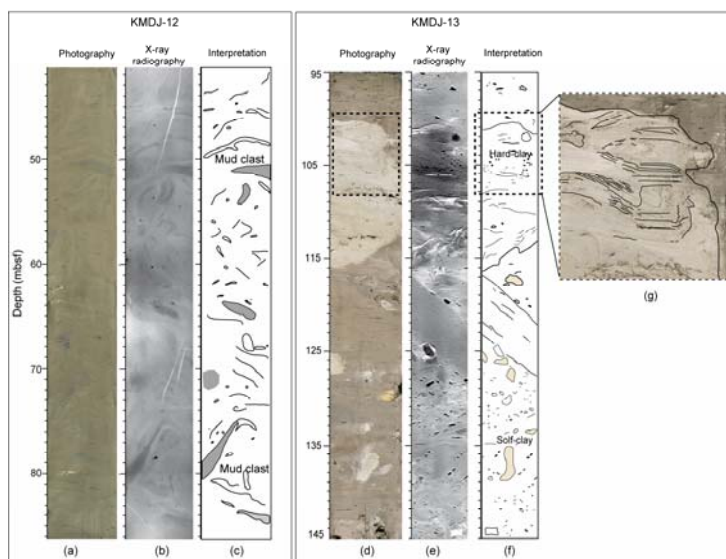 KMDJ-12
Photography
X-ray
radiography
Interpretation
Depth (mbsf)
50
60
70
80
Mud clast
Mud clast
(a)
(b)
(c)
KMDJ-13
Photography
X-ray
radiography
Interpretation
95
105
115
125
135
145
?
Hard-clay
Solf-clay
(d)
(e)
(f)
(g)